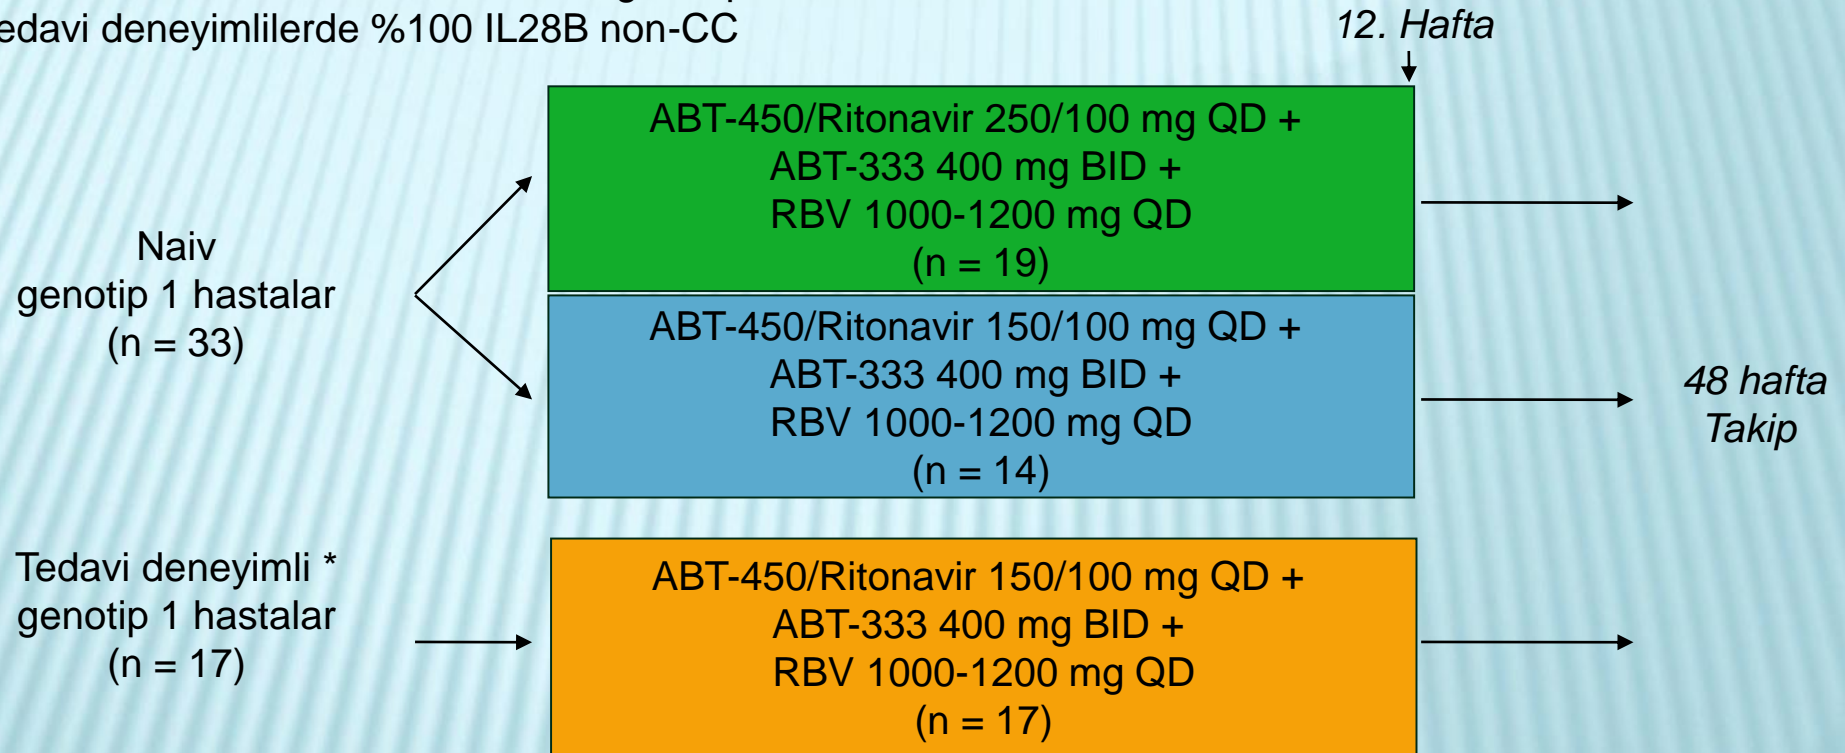 edavi deneyimlilerde %100 IL28B non-CC
12. Hafta
ABT-450/Ritonavir 250/100 mg QD +
ABT-333 400 mg BID +
RBV 1000-1200 mg QD
(n = 19)
Naiv
genotip 1 hastalar
(n = 33)
ABT-450/Ritonavir 150/100 mg QD +
ABT-333 400 mg BID +
RBV 1000-1200 mg QD
(n = 14)
48 hafta
Takip
Tedavi deneyimli *
genotip 1 hastalar
(n = 17)
ABT-450/Ritonavir 150/100 mg QD +
ABT-333 400 mg BID +
RBV 1000-1200 mg QD
(n = 17)